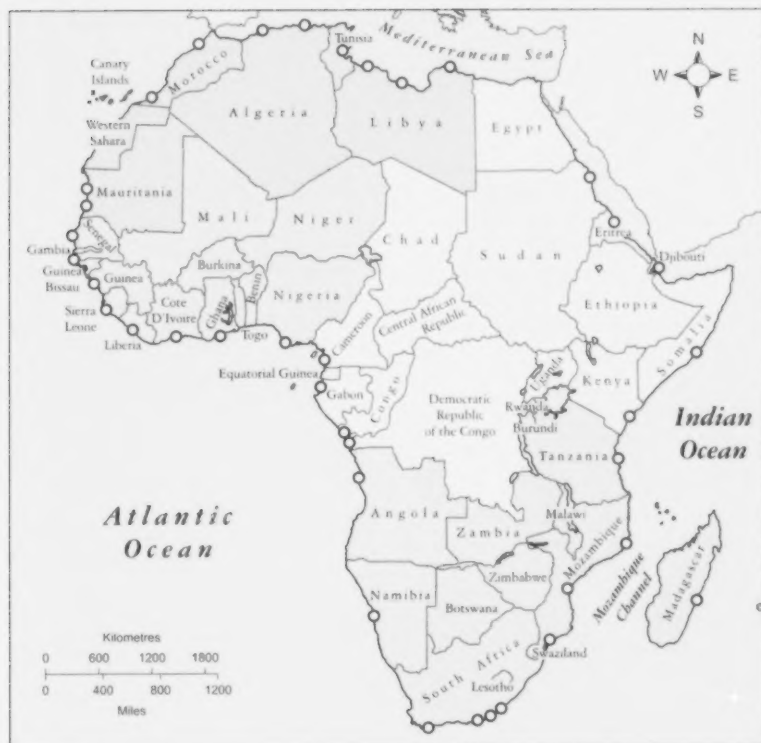 Mediterranean Sea
Tunisia
N
W E
S
Canary
Islands
Morocco
Algeria
Libya
Egypt
Western
Sahara
Mauritania
Mali
Niger
Chad
Sudan
Eritrea
Djibouti
Senegal
Gambia
Guinea
Bissau
Guinea
Burkina
Benin
Nigeria
Ethiopia
Sierra
Leone
Cote
D'Ivoire
Ghana
Central African
Republic
Somalia
Liberia
Togo
Cameroon
Equatorial Guinea
Gabon
Congo
Democratic
Republic
of the Congo
Uganda
Kenya
Rwanda
Burundi
Indian
Ocean
Tanzania
Atlantic
Ocean
Angola
Zambia
Malawi
Mozambique
Zimbabwe
Mozambique
Channel
Madagascar
Namibia
Botswana
Swaziland
South Africa
Lesotho
Kilometres
0 600 1200 1800
0 400 800 1200
Miles